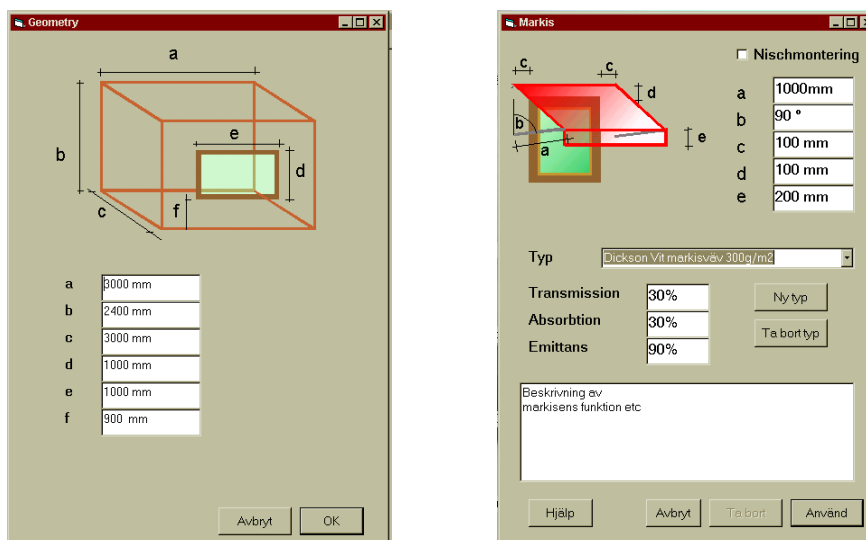 Geometry
a
b
e
d
f
c
a 3000 mm
b 2400 mm
c 3000 mm
d 1000 mm
e 1000 mm
f 900 mm
Avbryt OK
Markis
Nischmontering
c c
d
b
a
e
a 1000mm
b 90 °
c 100 mm
d 100 mm
e 200 mm
Typ Dickson Vit markisväv 300g/m2
Transmission 30% Ny typ
Absorbtion 30% Ta bort typ
Emittans 90%
Beskrivning av
markisens funktion etc
Hjälp Avbryt Ta bort Använd